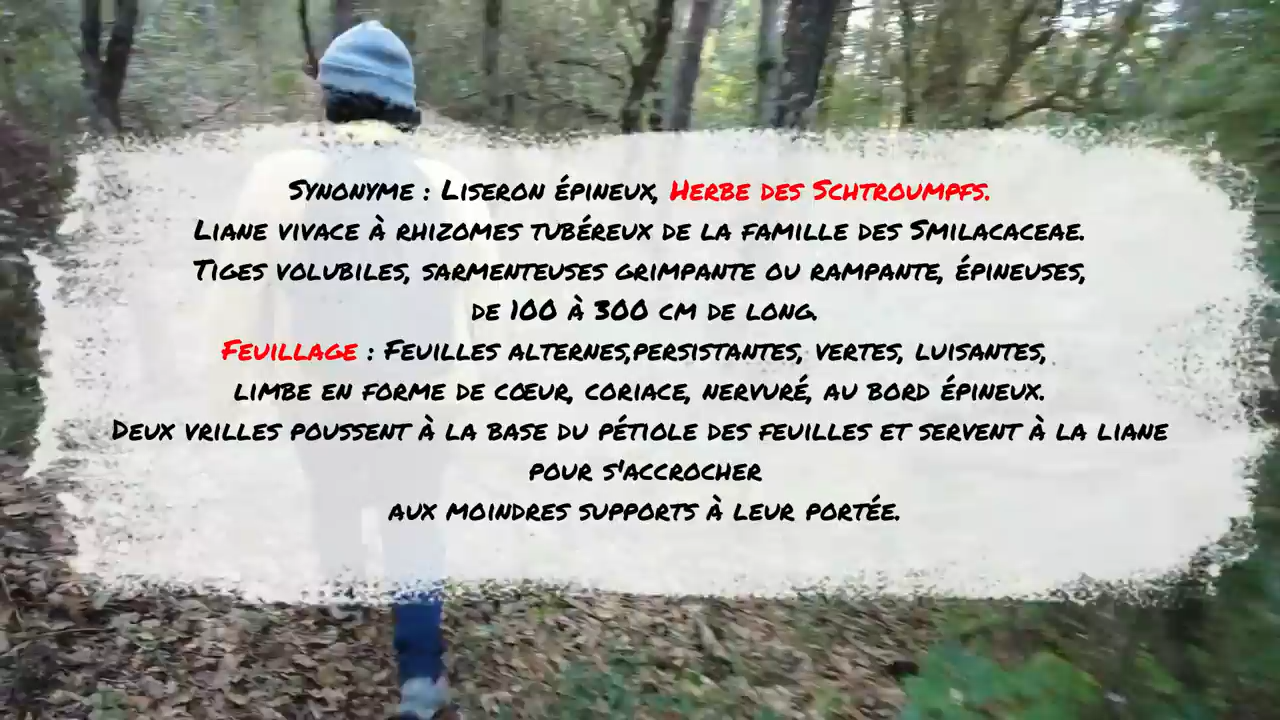 Synonyme : Liseron épineux, Herbe des Schtroumpfs.
Liane vivace à rhizomes tubéreux de la famille des Smilacaceae.
Tiges volubiles, sarmenteuses grimpante ou rampante, épineuses,
de 100 à 300 cm de long.
Feuillage : Feuilles alternes,persistantes, vertes, luisantes,
limbe en forme de cœur, coriace, nervuré, au bord épineux.
Deux vrilles poussent à la base du pétiole des feuilles et servent à la liane
pour s'accrocher
aux moindres supports à leur portée.